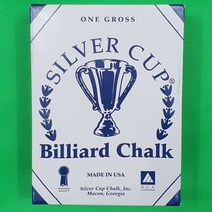 ONE GROSS
SILVER CUP®
Billiard Chalk
MADE IN USA
Silver Cup Chalk, Inc.
Macon, Georgia